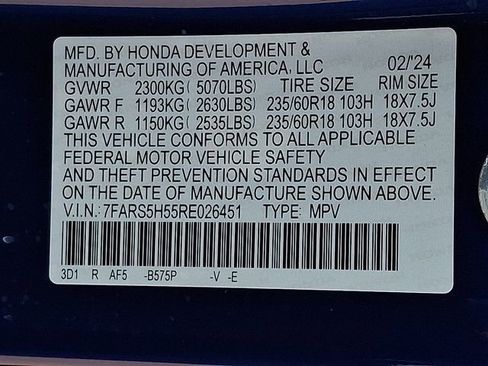 MFD. BY HONDA DEVELOPMENT &
MANUFACTURING OF AMERICA, LLC 02/'24
GVWR 2300KG( 5070LBS) TIRE SIZE RIM SIZE
GAWR F 1193KG( 2630LBS) 235/60R18 103H 18X7.5J
GAWR R 1150KG( 2535LBS) 235/60R18 103H 18X7.5J
THIS VEHICLE CONFORMS TO ALL APPLICABLE
FEDERAL MOTOR VEHICLE SAFETY
AND THEFT PREVENTION STANDARDS IN EFFECT
ON THE DATE OF MANUFACTURE SHOWN ABOVE.
V.I.N.:7FARS5H55RE026451 TYPE: MPV
3D1 R AF5 -B575P -V -E